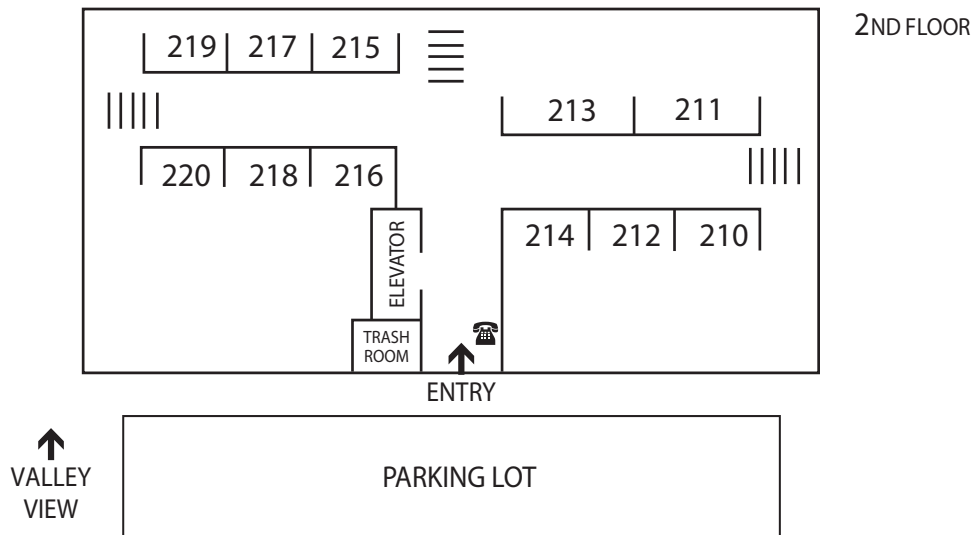 2ND FLOOR
219 217 215
213 211
220 218 216
214 212 210
ELEVATOR
TRASH
ROOM
ENTRY
VALLEY
VIEW
PARKING LOT